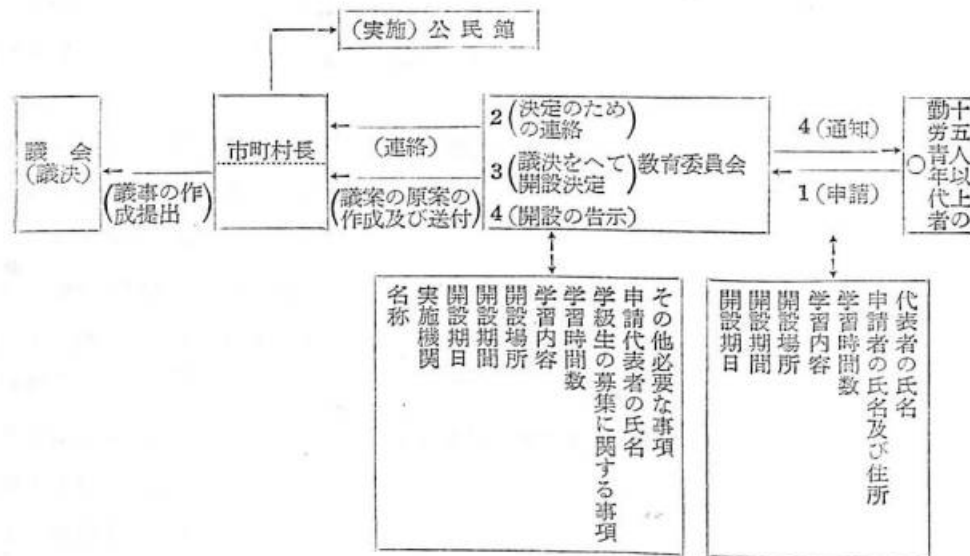 (実施)公民館
議会
(議決)
(議事の作
成提出)
市町村長
(連絡)
(議案の原案の
作成及び送付)
2(決定のため
の連絡)
3(議決をへて
開設決定)
教育委員会
4(開設の告示)
4(通知)
1(申請)
十五人以上の
○
勤労青年代者
その他必要な事項
申請代表者の氏名
学級生の募集に関する事項
学習時間数
学習内容
開設場所
開設期間
開設期日
実施機関
名称
代表者の氏名
申請者の氏名及び住所
学習時間数
学習内容
開設場所
開設期間
開設期日